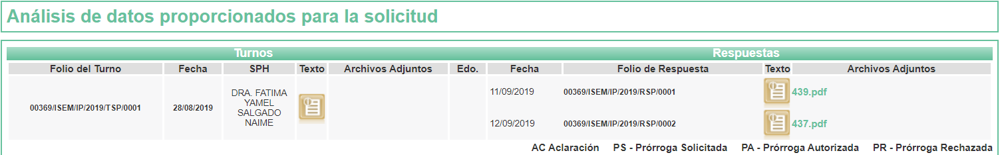 Análisis de datos proporcionados para la solicitud
Turnos Respuestas
Folio del Turno Fecha SPH Texto Archivos Adjuntos Edo. Fecha Folio de Respuesta Texto Archivos Adjuntos
00369/ISEM/IP/2019/TSP/0001 28/08/2019 DRA. FATIMA
YAMEL
SALGADO
NAIME
11/09/2019 00369/ISEM/IP/2019/RSP/0001 439.pdf
12/09/2019 00369/ISEM/IP/2019/RSP/0002 437.pdf
AC Aclaración PS - Prórroga Solicitada PA - Prórroga Autorizada PR - Prórroga Rechazada